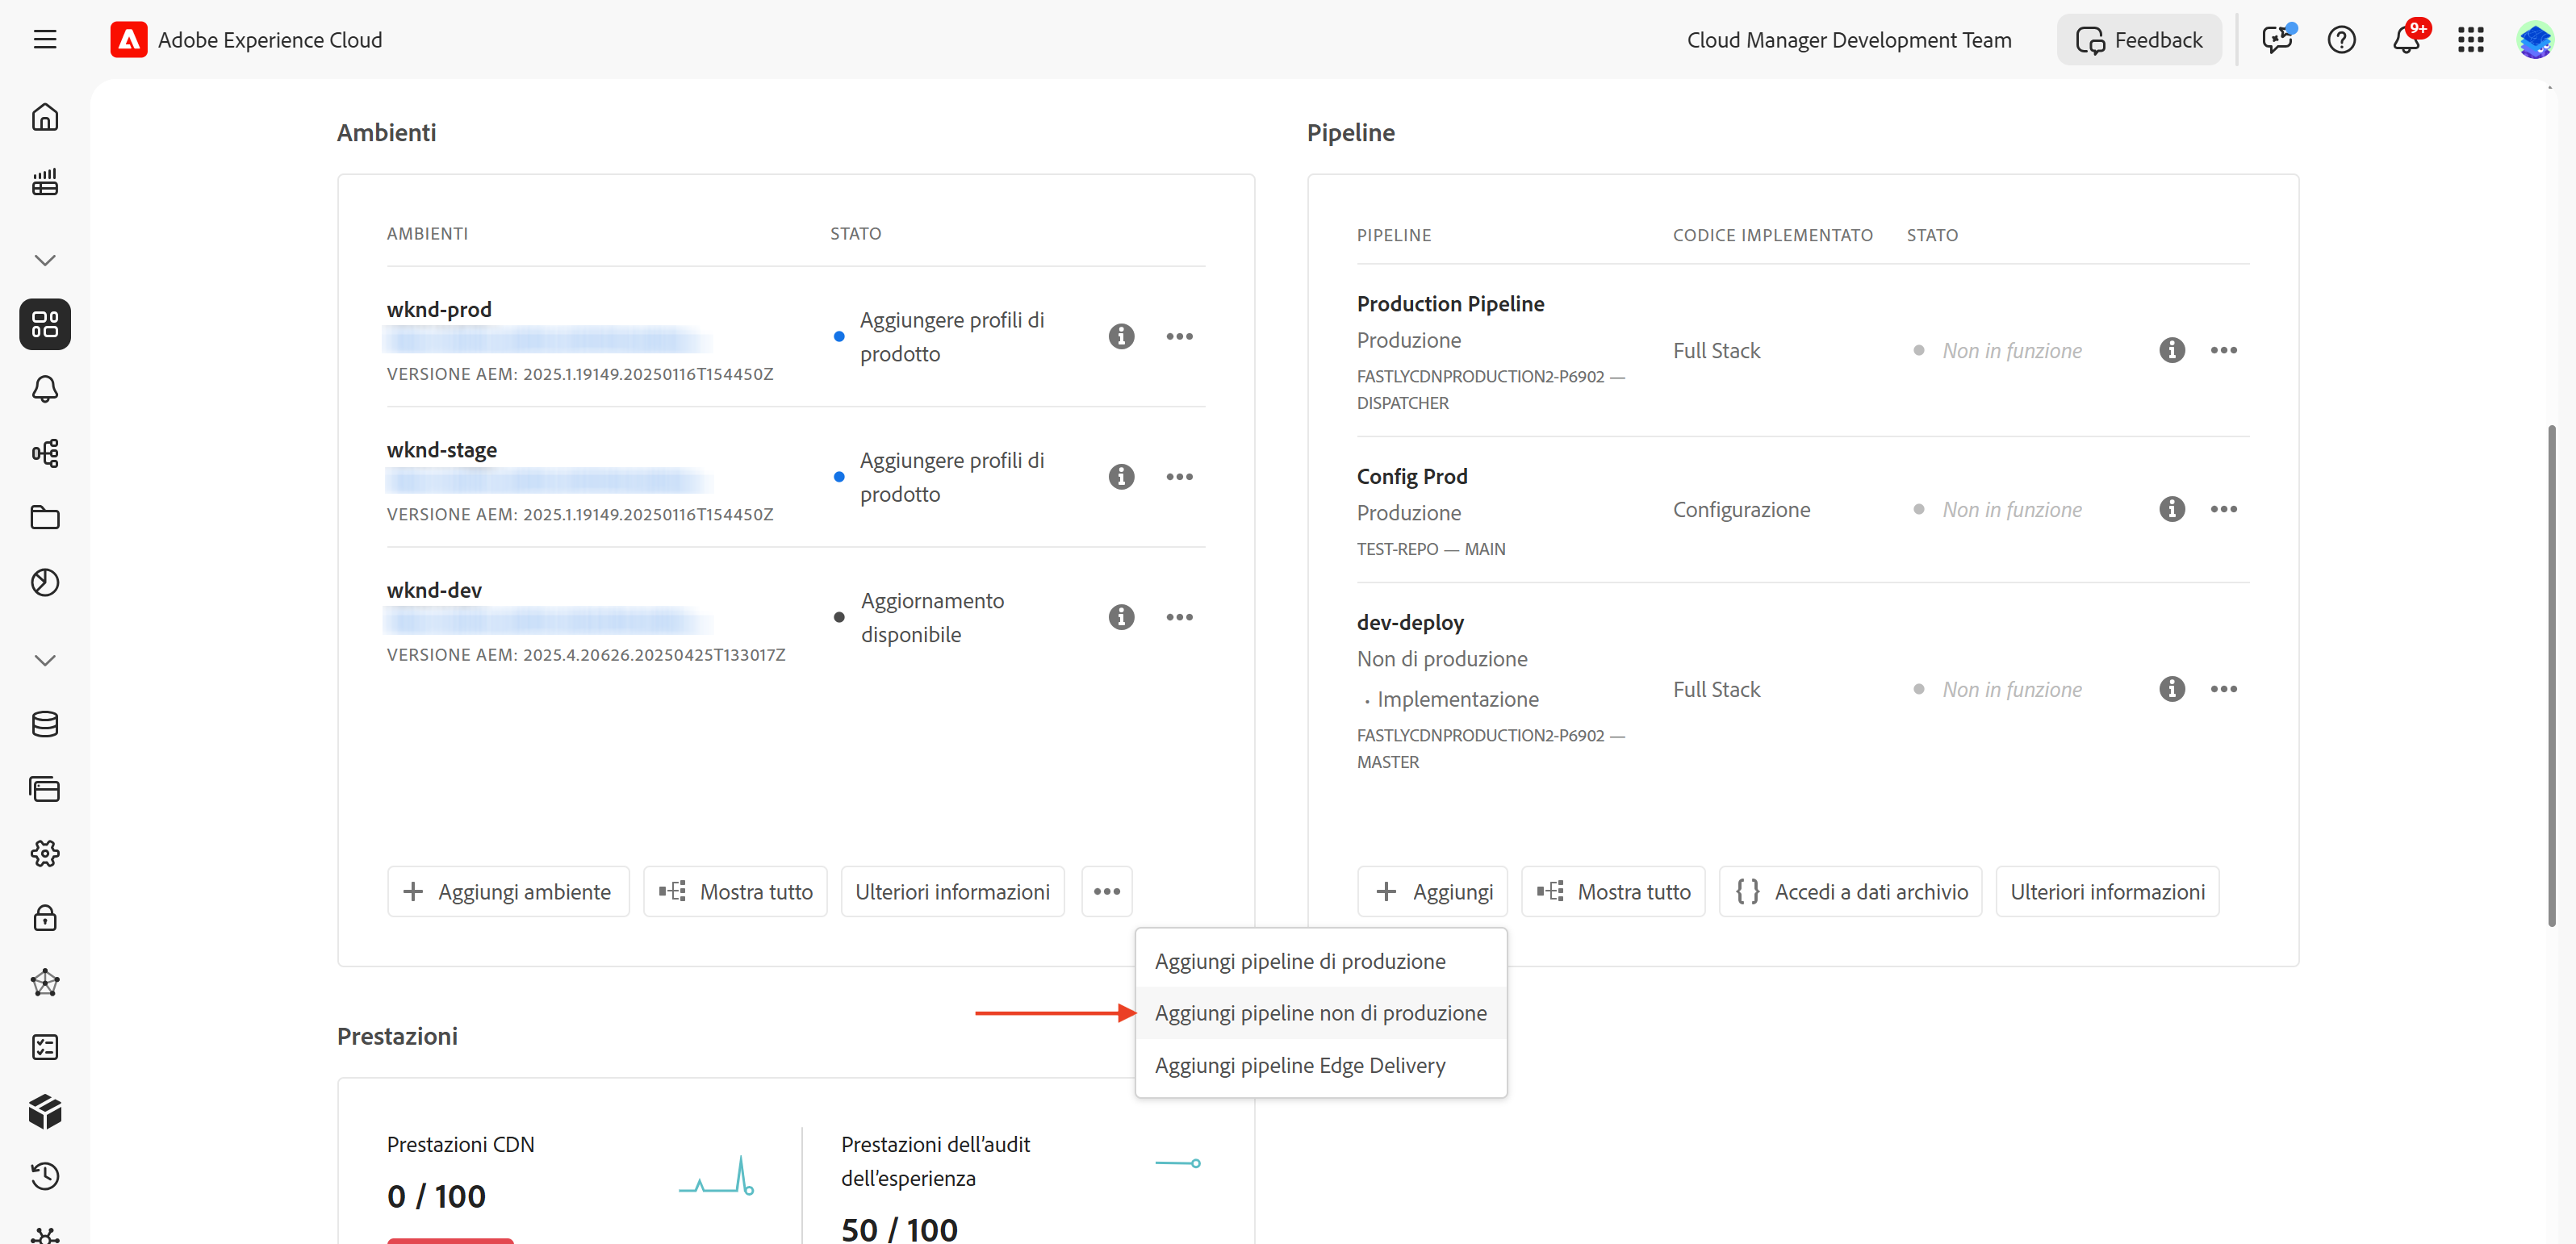 Adobe Experience Cloud
Cloud Manager Development Team
Feedback
9+
Ambienti
AMBIENTI
STATO
wknd-prod
VERSIONE AEM: 2025.1.19149.20250116T154450Z
Aggiungere profili di
prodotto
wknd-stage
VERSIONE AEM: 2025.1.19149.20250116T154450Z
Aggiungere profili di
prodotto
wknd-dev
VERSIONE AEM: 2025.4.20626.20250425T133017Z
Aggiornamento
disponibile
Aggiungi ambiente
Mostra tutto
Ulteriori informazioni
Pipeline
PIPELINE
CODICE IMPLEMENTATO
STATO
Production Pipeline
Produzione
FASTLYCDNPRODUCTION2-P6902 —
DISPATCHER
Full Stack
Non in funzione
Config Prod
Produzione
TEST-REPO — MAIN
Configurazione
Non in funzione
dev-deploy
Non di produzione
· Implementazione
FASTLYCDNPRODUCTION2-P6902 —
MASTER
Full Stack
Non in funzione
Aggiungi
Mostra tutto
Accedi a dati archivio
Ulteriori informazioni
Aggiungi pipeline di produzione
Aggiungi pipeline non di produzione
Aggiungi pipeline Edge Delivery
Prestazioni
Prestazioni CDN
0 / 100
Prestazioni dell'audit
dell'esperienza
50 / 100